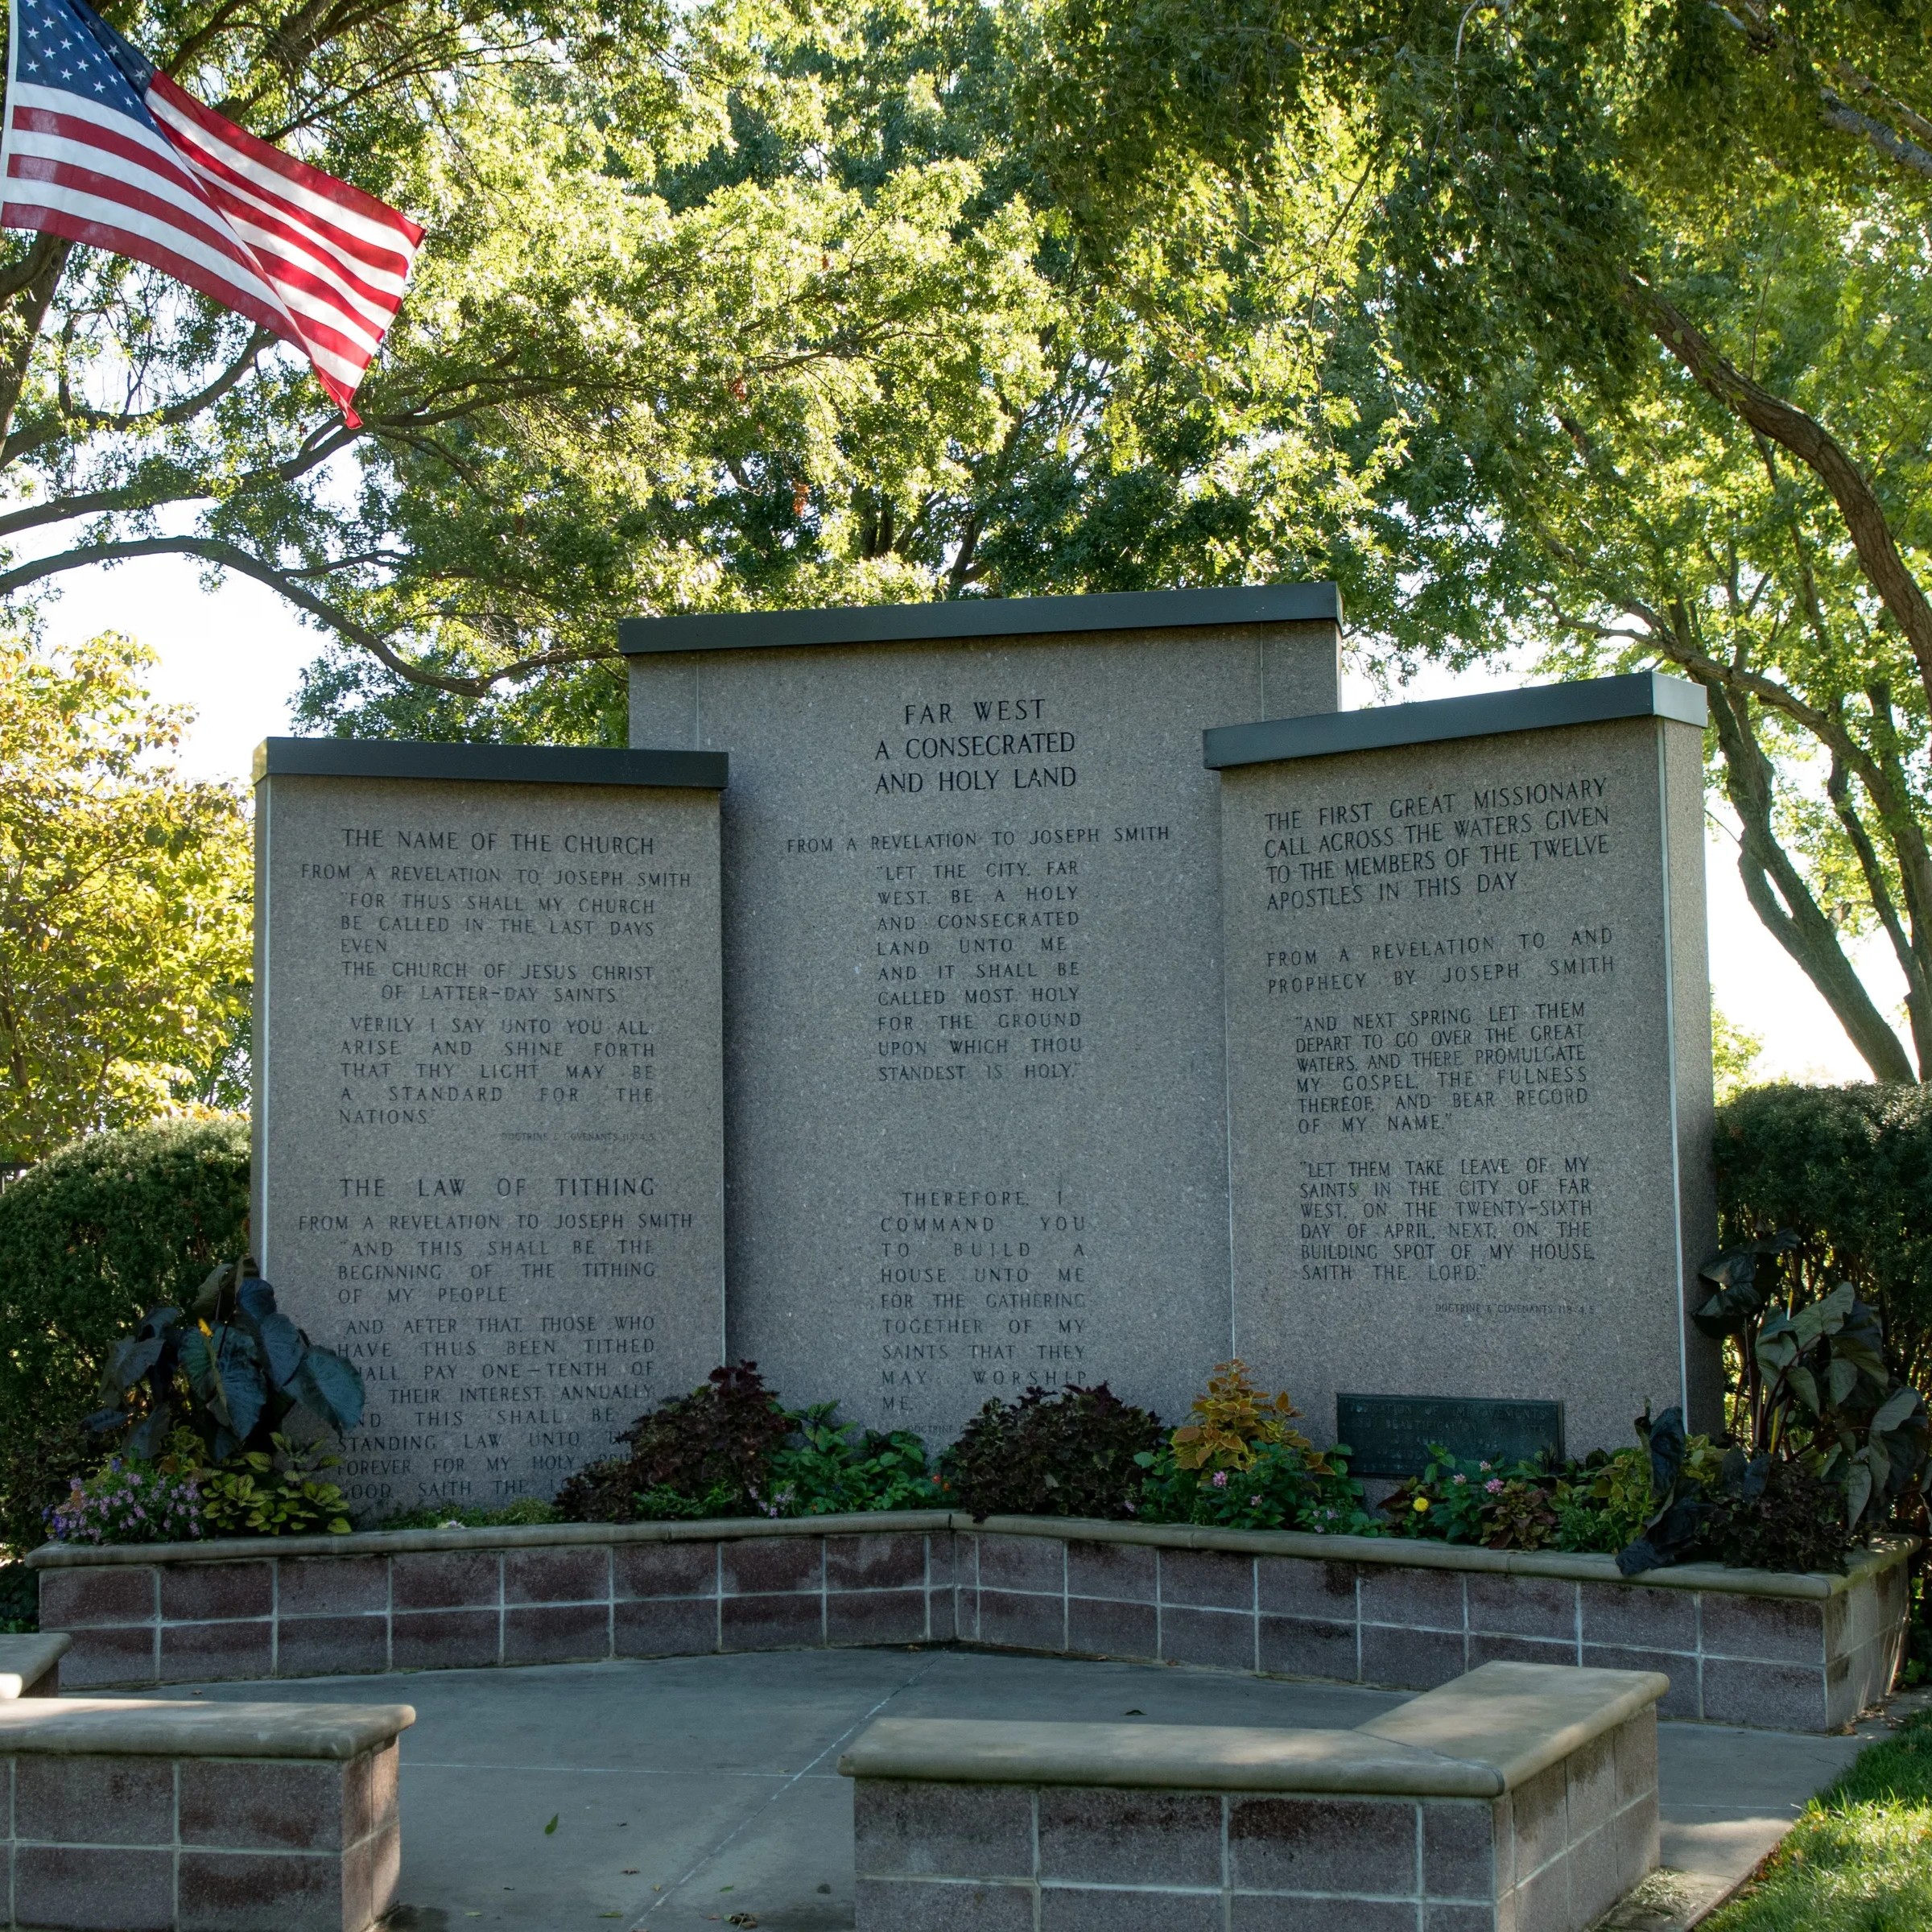 THE NAME OF THE CHURCH
FROM A REVELATION TO JOSEPH SMITH
"FOR THUS SHALL MY CHURCH
BE CALLED IN THE LAST DAYS
EVEN
THE CHURCH OF JESUS CHRIST
OF LATTER-DAY SAINTS.
VERILY I SAY UNTO YOU ALL:
ARISE AND SHINE FORTH
THAT THY LIGHT MAY BE
A STANDARD FOR THE
NATIONS"
DOCTRINE & COVENANTS 115:4,5
THE LAW OF TITHING
FROM A REVELATION TO JOSEPH SMITH
"AND THIS SHALL BE THE
BEGINNING OF THE TITHING
OF MY PEOPLE
AND AFTER THAT, THOSE WHO
HAVE THUS BEEN TITHED
HALL PAY ONE-TENTH OF
THEIR INTEREST ANNUALLY
ND THIS SHALL BE A
STANDING LAW UNTO
FOREVER FOR MY HOLY
OOD SAITH THE
FAR WEST
A CONSECRATED
AND HOLY LAND
FROM A REVELATION TO JOSEPH SMITH
"LET THE CITY, FAR
WEST, BE A HOLY
AND CONSECRATED
LAND UNTO ME
AND IT SHALL BE
CALLED MOST HOLY
FOR THE GROUND
UPON WHICH THOU
STANDEST IS HOLY."
THEREFORE, I
COMMAND YOU
TO BUILD A
HOUSE UNTO ME
FOR THE GATHERING
TOGETHER OF MY
SAINTS THAT THEY
MAY WORSHIP
ME.
DOCTRINE
THE FIRST GREAT MISSIONARY
CALL ACROSS THE WATERS GIVEN
TO THE MEMBERS OF THE TWELVE
APOSTLES IN THIS DAY
FROM A REVELATION TO AND
PROPHECY BY JOSEPH SMITH
"AND NEXT SPRING LET THEM
DEPART TO GO OVER THE GREAT
WATERS, AND THERE PROMULGATE
MY GOSPEL, THE FULNESS
THEREOF, AND BEAR RECORD
OF MY NAME."
"LET THEM TAKE LEAVE OF MY
SAINTS IN THE CITY OF FAR
WEST, ON THE TWENTY-SIXTH
DAY OF APRIL, NEXT, ON THE
BUILDING SPOT OF MY HOUSE,
SAITH THE LORD."
DOCTRINE & COVENANTS 118:4,5